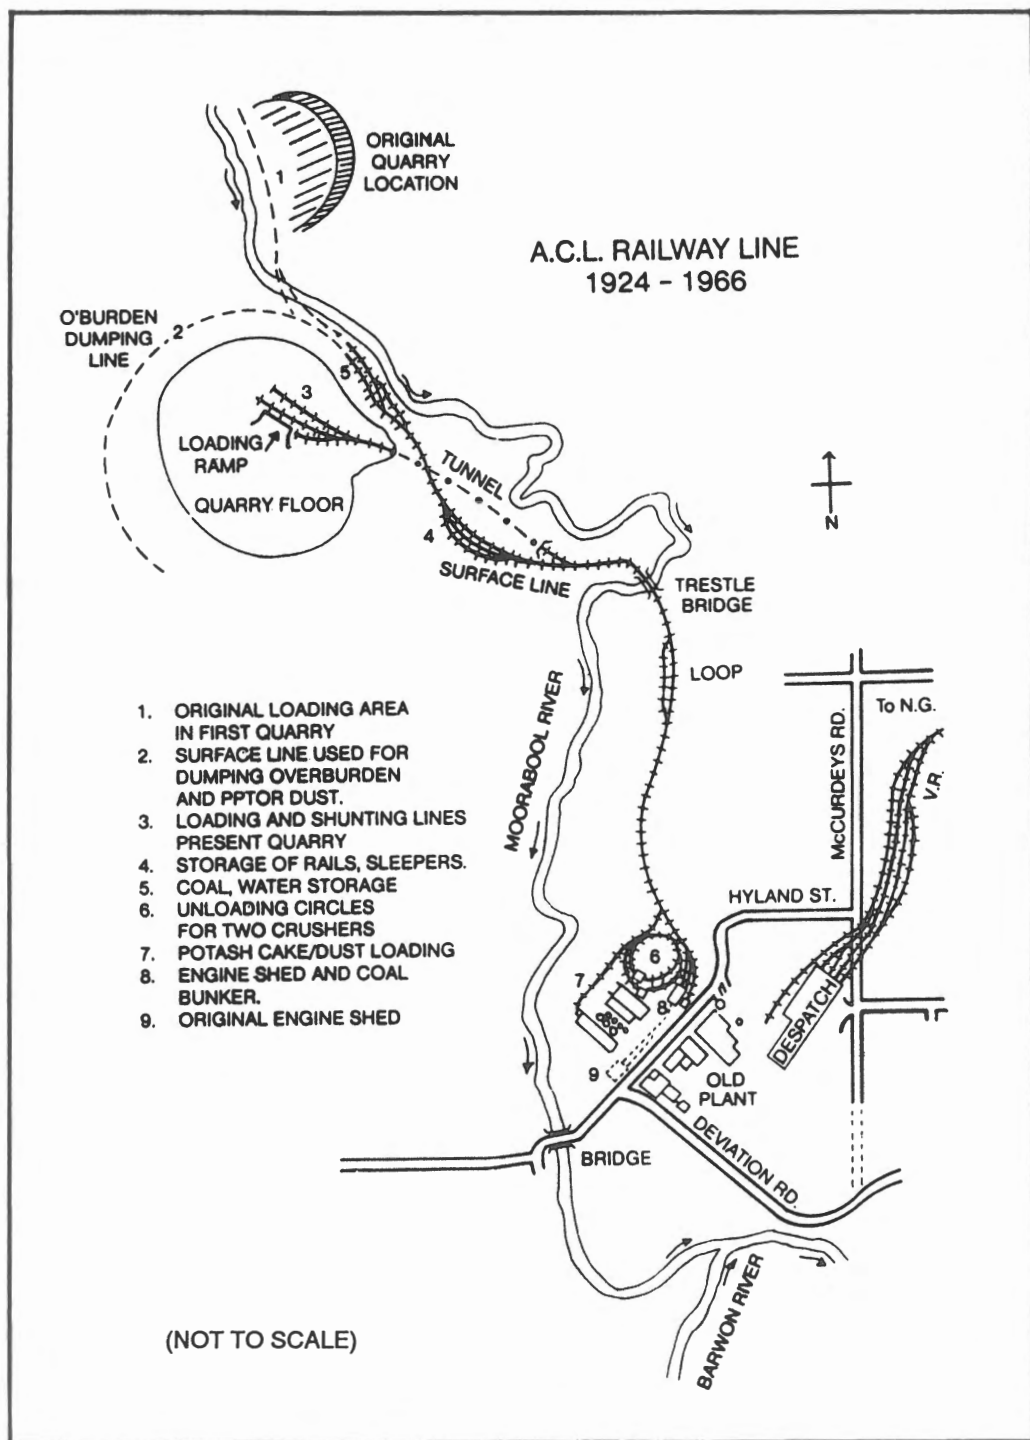 ORIGINAL
QUARRY
LOCATION
1
A.C.L. RAILWAY LINE
1924 - 1966
O'BURDEN
DUMPING
LINE
2
5
3
LOADING
RAMP
QUARRY FLOOR
TUNNEL
4
SURFACE LINE
N
TRESTLE
BRIDGE
LOOP
MOORABOOL RIVER
McCURDEYS RD.
To N.G.
V.R.
1. ORIGINAL LOADING AREA
IN FIRST QUARRY
2. SURFACE LINE USED FOR
DUMPING OVERBURDEN
AND PPTOR DUST.
3. LOADING AND SHUNTING LINES
PRESENT QUARRY
4. STORAGE OF RAILS, SLEEPERS.
5. COAL, WATER STORAGE
6. UNLOADING CIRCLES
FOR TWO CRUSHERS
7. POTASH CAKE/DUST LOADING
8. ENGINE SHED AND COAL
BUNKER.
9. ORIGINAL ENGINE SHED
HYLAND ST.
6
7
8
9
DESPATCH
OLD
PLANT
DEVIATION RD.
BRIDGE
BARWON RIVER
(NOT TO SCALE)